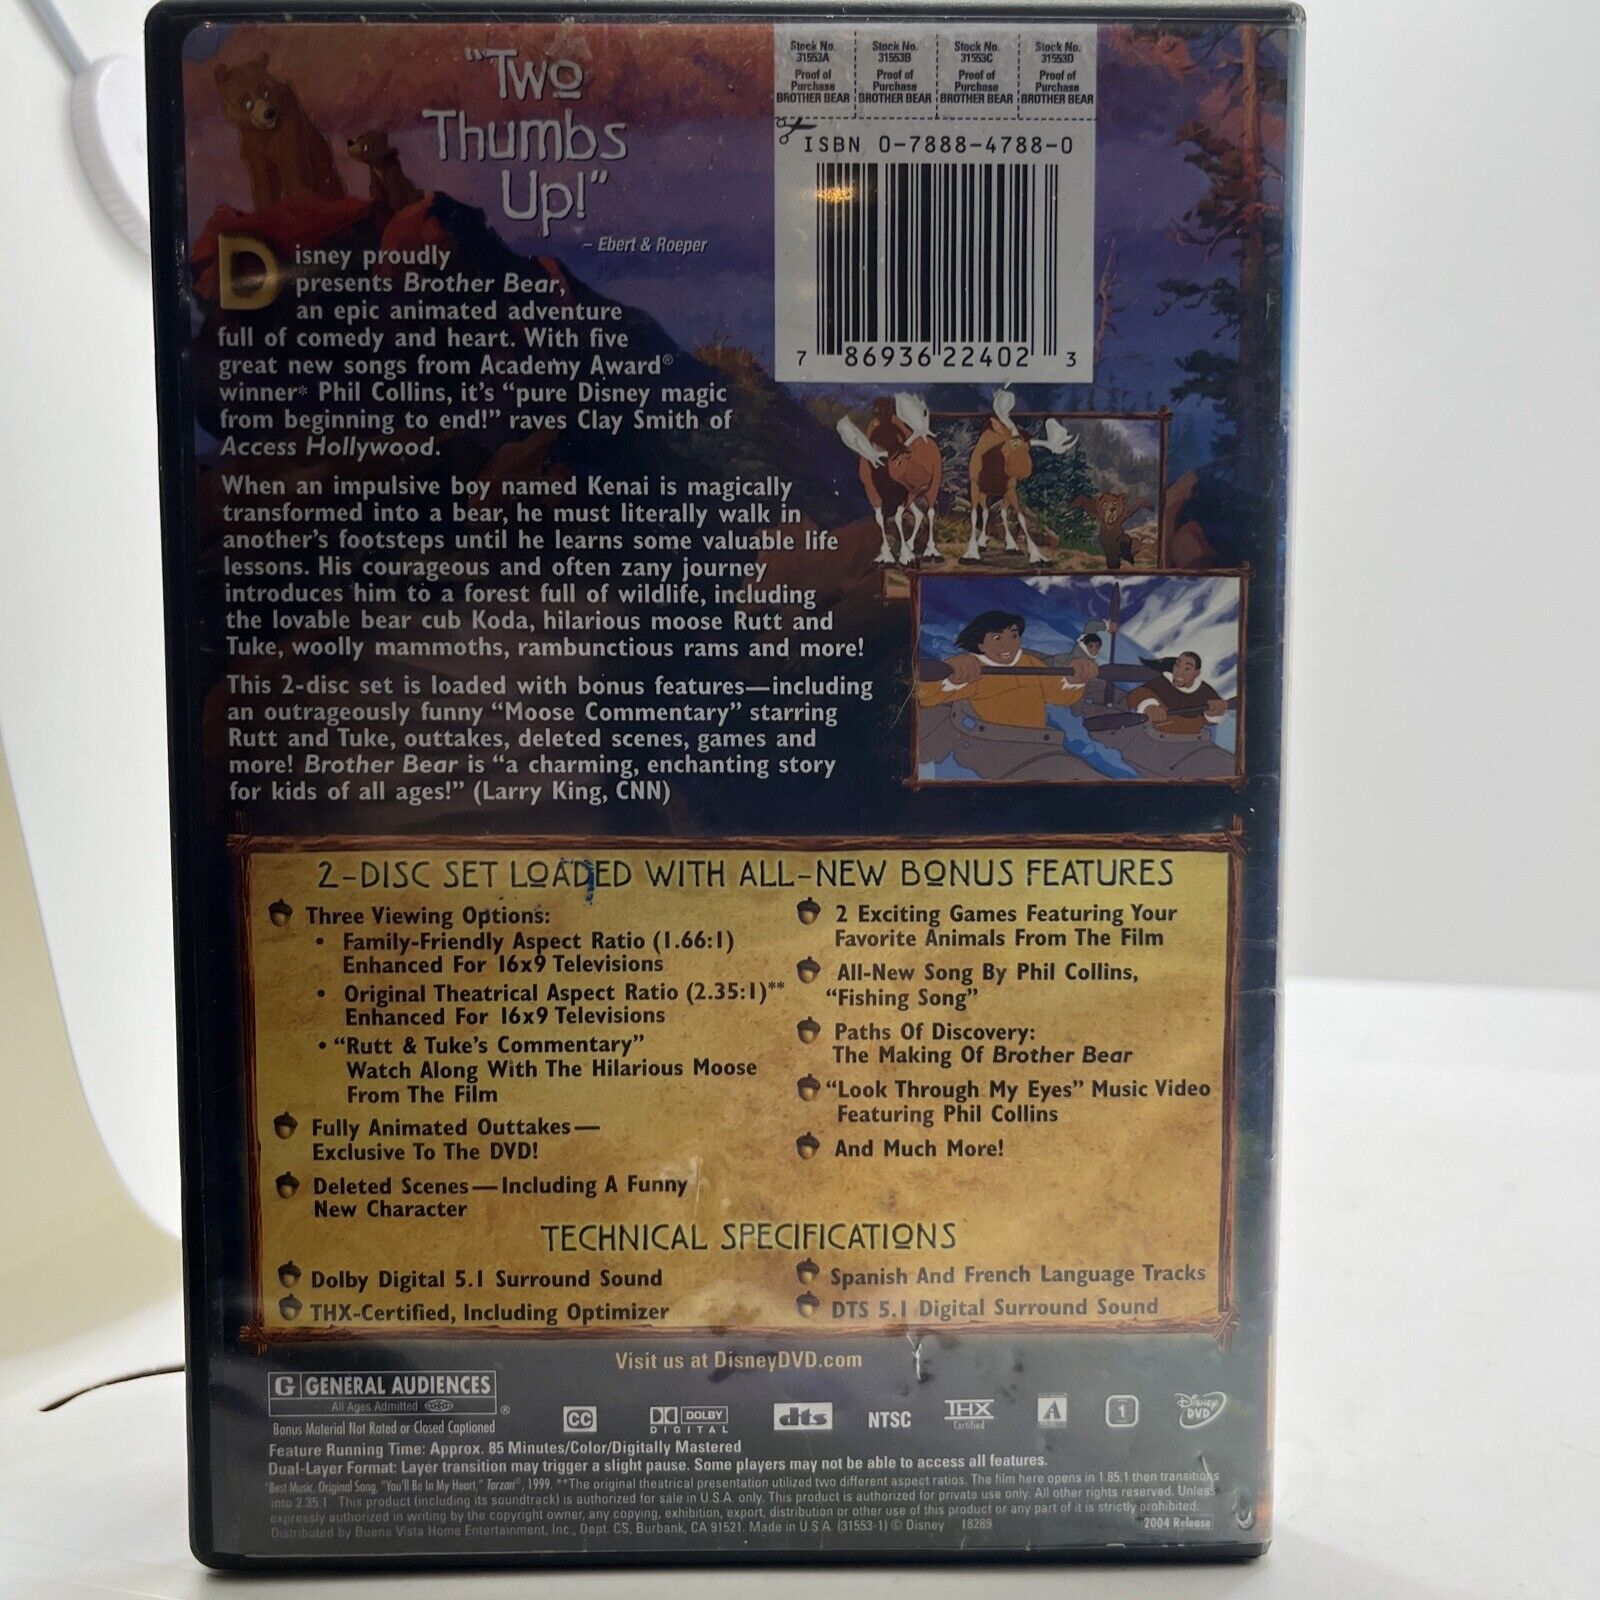 "Two
Thumbs
Up!"
– Ebert & Roeper
Stock No. 31553A Proof of Purchase BROTHER BEAR
Stock No. 31553B Proof of Purchase BROTHER BEAR
Stock No. 31553C Proof of Purchase BROTHER BEAR
Stock No. 31553D Proof of Purchase BROTHER BEAR
ISBN 0-7888-4788-0
7 86936 22402 3
Disney proudly
presents Brother Bear,
an epic animated adventure
full of comedy and heart. With five
great new songs from Academy Award®
winner* Phil Collins, it's "pure Disney magic
from beginning to end!" raves Clay Smith of
Access Hollywood.
When an impulsive boy named Kenai is magically
transformed into a bear, he must literally walk in
another's footsteps until he learns some valuable life
lessons. His courageous and often zany journey
introduces him to a forest full of wildlife, including
the lovable bear cub Koda, hilarious moose Rutt and
Tuke, woolly mammoths, rambunctious rams and more!
This 2-disc set is loaded with bonus features—including
an outrageously funny "Moose Commentary" starring
Rutt and Tuke, outtakes, deleted scenes, games and
more! Brother Bear is "a charming, enchanting story
for kids of all ages!" (Larry King, CNN)
2-DISC SET LOADED WITH ALL-NEW BONUS FEATURES
Three Viewing Options:
• Family-Friendly Aspect Ratio (1.66:1)
Enhanced For 16x9 Televisions
• Original Theatrical Aspect Ratio (2.35:1)**
Enhanced For 16x9 Televisions
• "Rutt & Tuke's Commentary"
Watch Along With The Hilarious Moose
From The Film
Fully Animated Outtakes—
Exclusive To The DVD!
Deleted Scenes—Including A Funny
New Character
2 Exciting Games Featuring Your
Favorite Animals From The Film
All-New Song By Phil Collins,
"Fishing Song"
Paths Of Discovery:
The Making Of Brother Bear
"Look Through My Eyes" Music Video
Featuring Phil Collins
And Much More!
TECHNICAL SPECIFICATIONS
Dolby Digital 5.1 Surround Sound
THX-Certified, Including Optimizer
Spanish And French Language Tracks
DTS 5.1 Digital Surround Sound
Visit us at DisneyDVD.com
G GENERAL AUDIENCES
All Ages Admitted ®
Bonus Material Not Rated or Closed Captioned
CC DOLBY DIGITAL dts NTSC THX Certified 1 Disney DVD
Feature Running Time: Approx. 85 Minutes/Color/Digitally Mastered
Dual-Layer Format: Layer transition may trigger a slight pause. Some players may not be able to access all features.
*Best Music, Original Song, "You'll Be In My Heart," Tarzan®, 1999. **The original theatrical presentation utilized two different aspect ratios. The film here opens in 1.85:1 then transitions
into 2.35:1. This product (including its soundtrack) is authorized for sale in U.S.A. only. This product is authorized for private use only. All other rights reserved. Unless
expressly authorized in writing by the copyright owner, any copying, exhibition, export, distribution or other use of this product or any part of it is strictly prohibited.
Distributed by Buena Vista Home Entertainment, Inc., Dept. CS, Burbank, CA 91521. Made in U.S.A. (31553-1) © Disney 18289
2004 Release